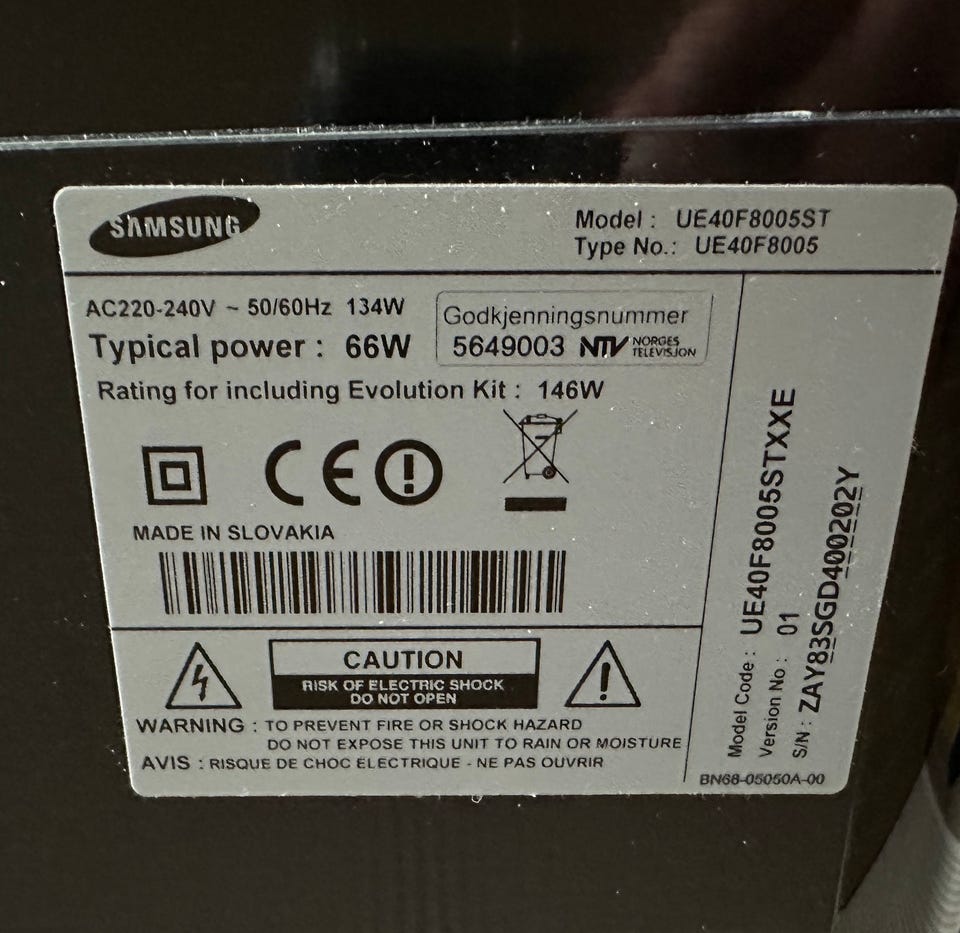 SAMSUNG
Model : UE40F8005ST
Type No.: UE40F8005
AC220-240V ~ 50/60Hz 134W
Typical power : 66W
Godkjenningsnummer
5649003 NTV NORGES
TELEVISJON
Rating for including Evolution Kit : 146W
CE
MADE IN SLOVAKIA
CAUTION
RISK OF ELECTRIC SHOCK
DO NOT OPEN
WARNING : TO PREVENT FIRE OR SHOCK HAZARD
DO NOT EXPOSE THIS UNIT TO RAIN OR MOISTURE
AVIS : RISQUE DE CHOC ÉLECTRIQUE - NE PAS OUVRIR
Model Code : UE40F8005STXXE
Version No : 01
S/N : ZAY83SGD400202Y
BN68-05050A-00